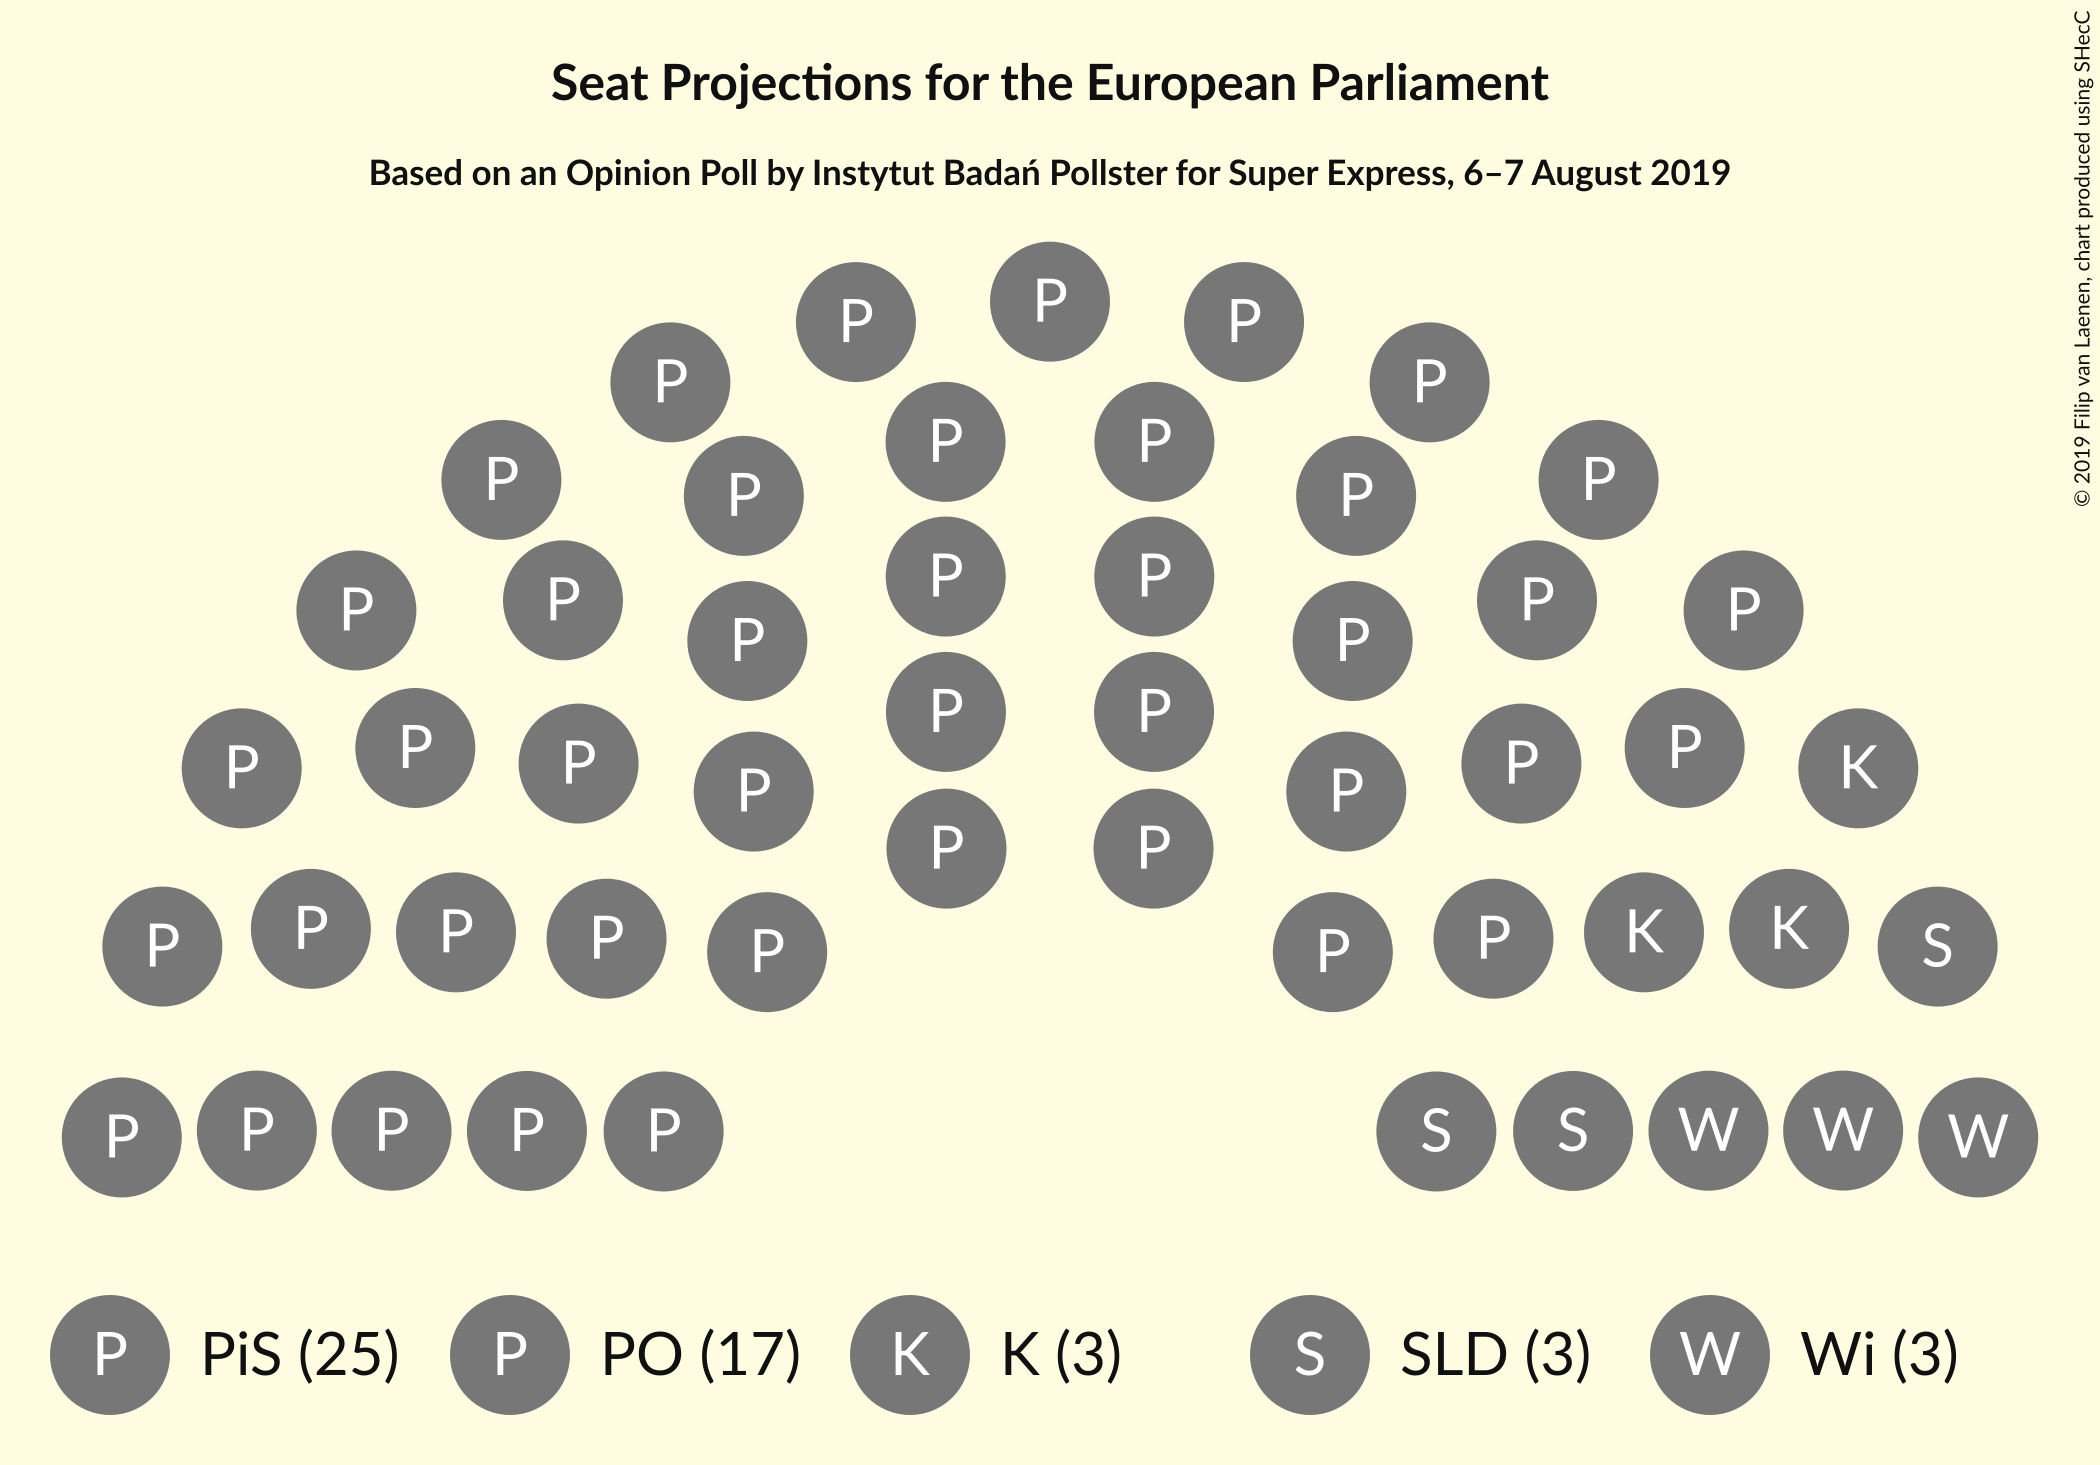 Seat Projections for the European Parliament
Based on an Opinion Poll by Instytut Badań Pollster for Super Express, 6–7 August 2019
© 2019 Filip van Laenen, chart produced using SHecC
P P P
P P
P P
P P
P P
P P
P P
P P
P P
P P
P P
P P
P P
P P K
P P
P P
P P
P P P P K K
P P P S
P P
P P P P P S S W W W
P PiS (25) P PO (17) K K (3) S SLD (3) W Wi (3)